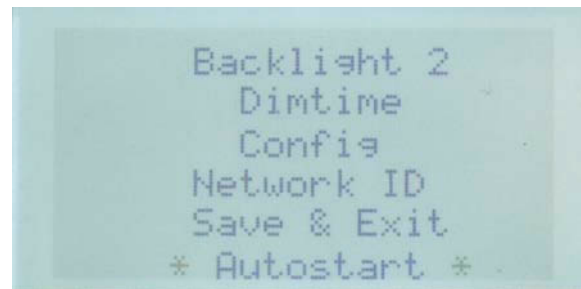 Backlight 2
Dimtime
Config
Network ID
Save & Exit
* Autostart *